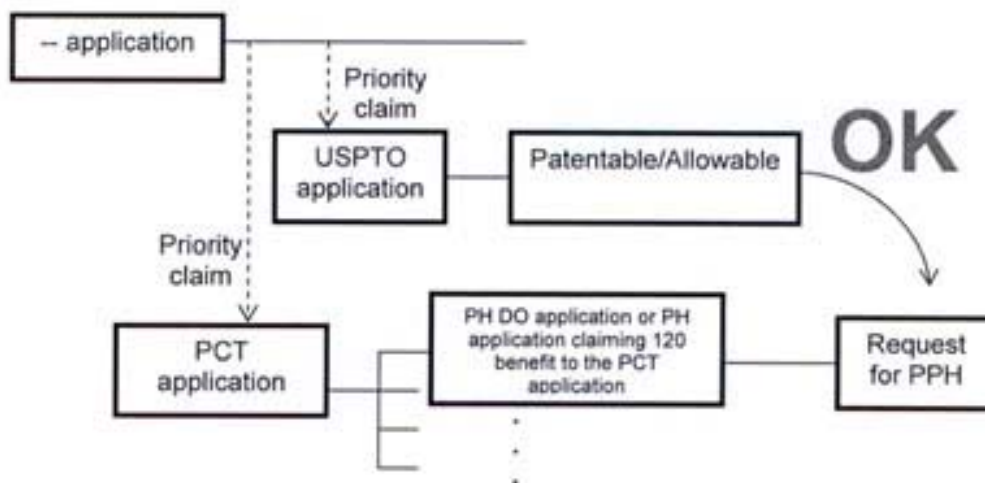 -- application
Priority
claim
USPTO
application
Patentable/Allowable
OK
Priority
claim
PCT
application
PH DO application or PH
application claiming 120
benefit to the PCT
application
Request
for PPH